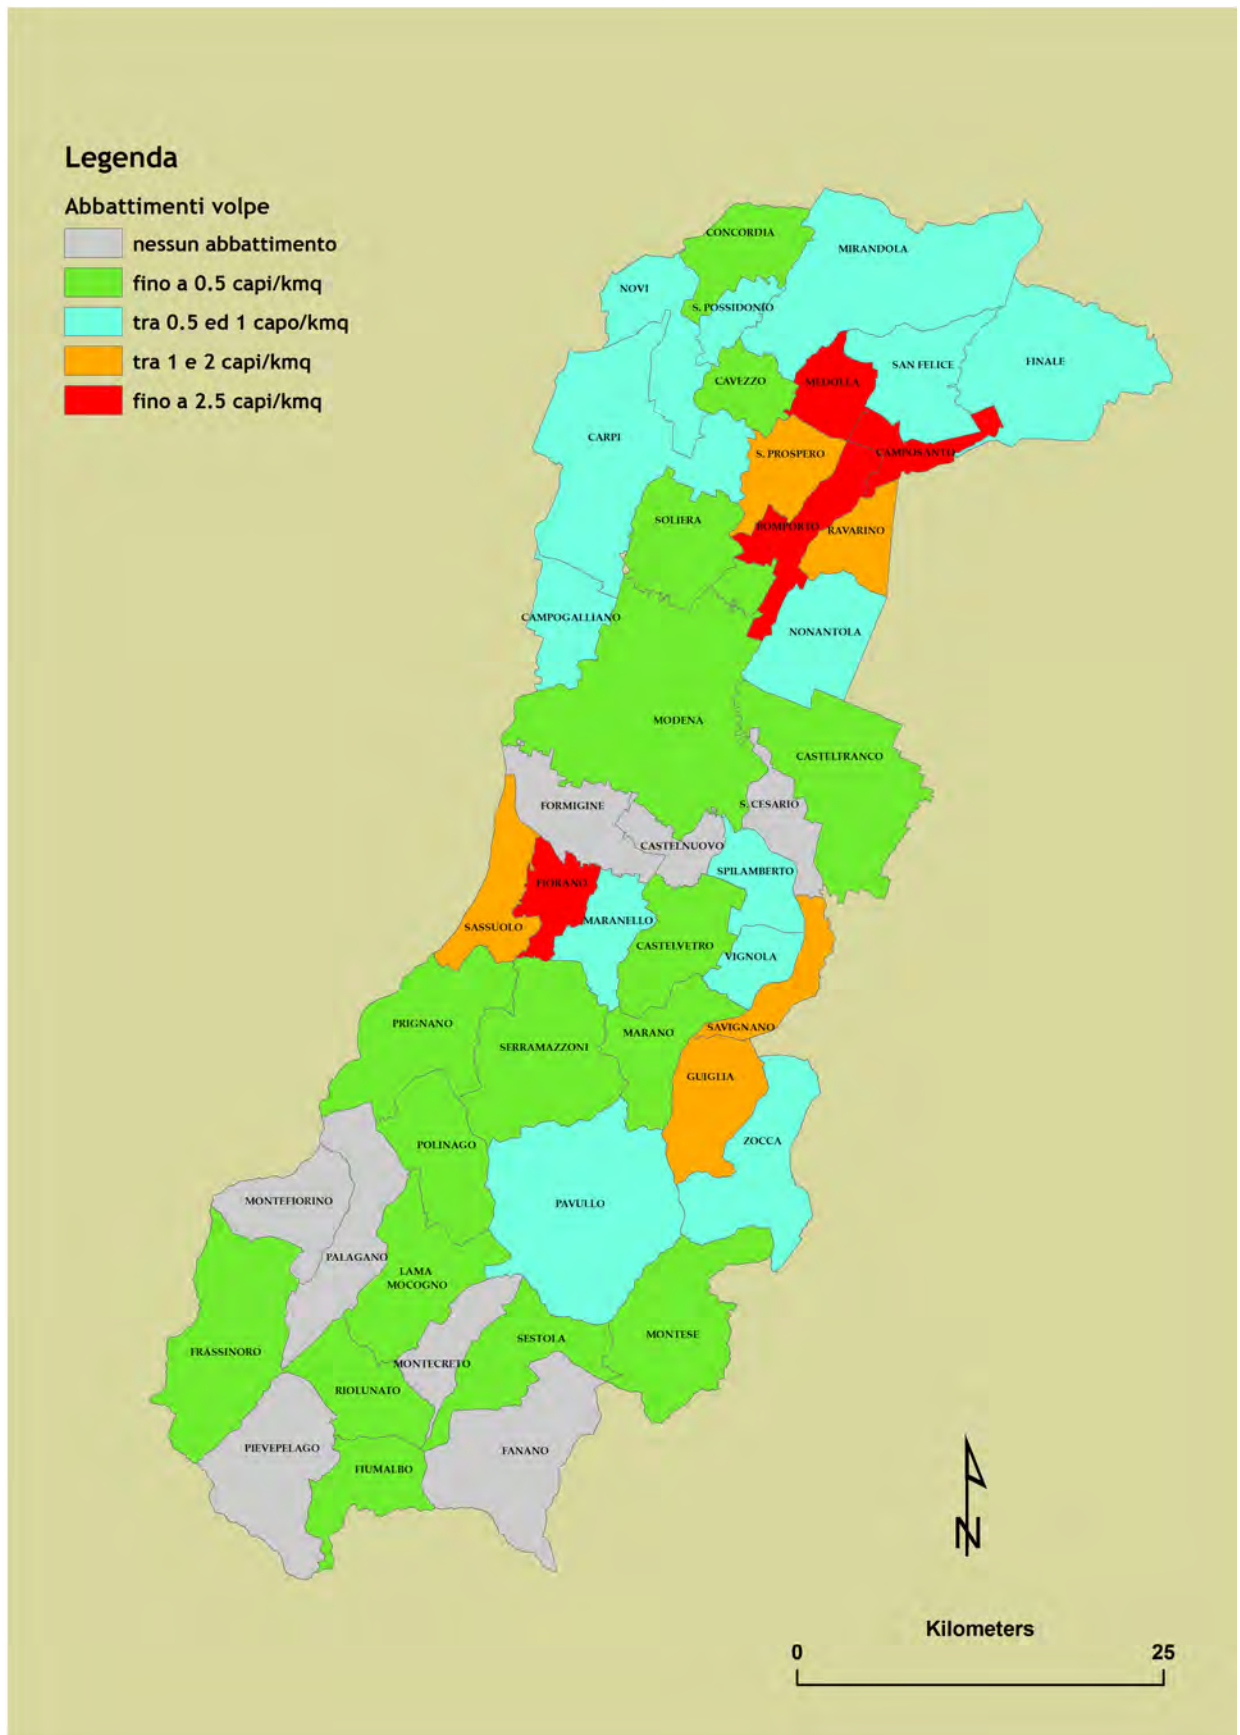 Legenda
Abbattimenti volpe
nessun abbattimento
fino a 0.5 capi/kmq
tra 0.5 ed 1 capo/kmq
tra 1 e 2 capi/kmq
fino a 2.5 capi/kmq
CONCORDIA
MIRANDOLA
NOVI
S. POSSIDONIO
SAN FELICE
FINALE
CAVEZZO
MEDOLLA
CARPI
S. PROSPERO
CAMPOSANTO
SOLIERA
BOMPORTO
RAVARINO
CAMPOGALLIANO
NONANTOLA
MODENA
CASTELFRANCO
FORMIGINE
S. CESARIO
CASTELNUOVO
SPILAMBERTO
FIORANO
SASSUOLO
MARANELLO
CASTELVETRO
VIGNOLA
PRIGNANO
SERRAMAZZONI
MARANO
SAVIGNANO
GUIGLIA
POLINAGO
ZOCCA
MONTEFIORINO
PAVULLO
PALAGANO
LAMA
MOCOGNO
FRASSINORO
SESTOLA
MONTESE
MONTECRETO
RIOLUNATO
PIEVEPELAGO
FANANO
FIUMALBO
N
Kilometers
0 25